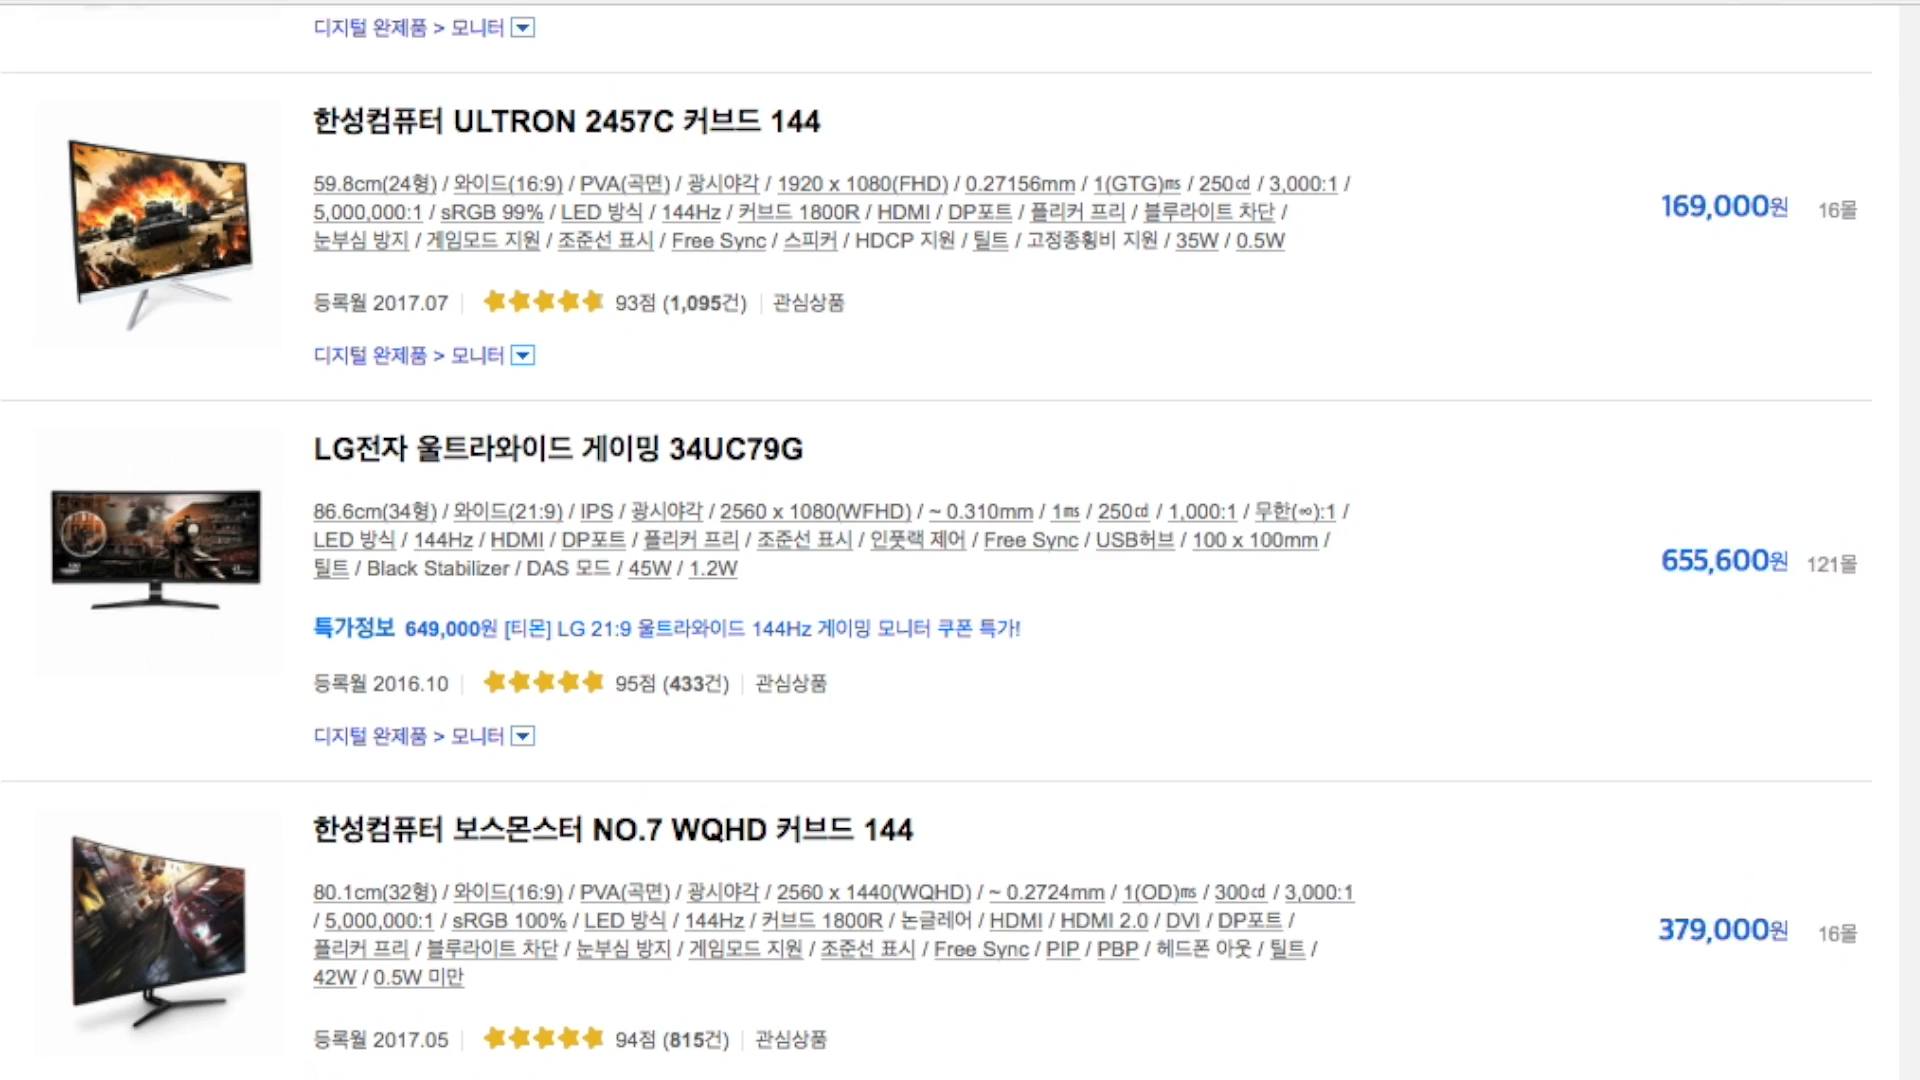 디지털 완제품 > 모니터
한성컴퓨터 ULTRON 2457C 커브드 144
59.8cm(24형) / 와이드(16:9) / PVA(곡면) / 광시야각 / 1920 x 1080(FHD) / 0.27156mm / 1(GTG)㎳ / 250㏅ / 3,000:1 /
5,000,000:1 / sRGB 99% / LED 방식 / 144Hz / 커브드 1800R / HDMI / DP포트 / 플리커 프리 / 블루라이트 차단 /
눈부심 방지 / 게임모드 지원 / 조준선 표시 / Free Sync / 스피커 / HDCP 지원 / 틸트 / 고정종횡비 지원 / 35W / 0.5W
169,000원 16몰
등록월 2017.07 93점 (1,095건) 관심상품
디지털 완제품 > 모니터
LG전자 울트라와이드 게이밍 34UC79G
86.6cm(34형) / 와이드(21:9) / IPS / 광시야각 / 2560 x 1080(WFHD) / ~ 0.310mm / 1㎳ / 250㏅ / 1,000:1 / 무한(∞):1 /
LED 방식 / 144Hz / HDMI / DP포트 / 플리커 프리 / 조준선 표시 / 인풋랙 제어 / Free Sync / USB허브 / 100 x 100mm /
틸트 / Black Stabilizer / DAS 모드 / 45W / 1.2W
655,600원 121몰
특가정보 649,000원 [티몬] LG 21:9 울트라와이드 144Hz 게이밍 모니터 쿠폰 특가!
등록월 2016.10 95점 (433건) 관심상품
디지털 완제품 > 모니터
한성컴퓨터 보스몬스터 NO.7 WQHD 커브드 144
80.1cm(32형) / 와이드(16:9) / PVA(곡면) / 광시야각 / 2560 x 1440(WQHD) / ~ 0.2724mm / 1(OD)㎳ / 300㏅ / 3,000:1
/ 5,000,000:1 / sRGB 100% / LED 방식 / 144Hz / 커브드 1800R / 논글레어 / HDMI / HDMI 2.0 / DVI / DP포트 /
플리커 프리 / 블루라이트 차단 / 눈부심 방지 / 게임모드 지원 / 조준선 표시 / Free Sync / PIP / PBP / 헤드폰 아웃 / 틸트 /
42W / 0.5W 미만
379,000원 16몰
등록월 2017.05 94점 (815건) 관심상품